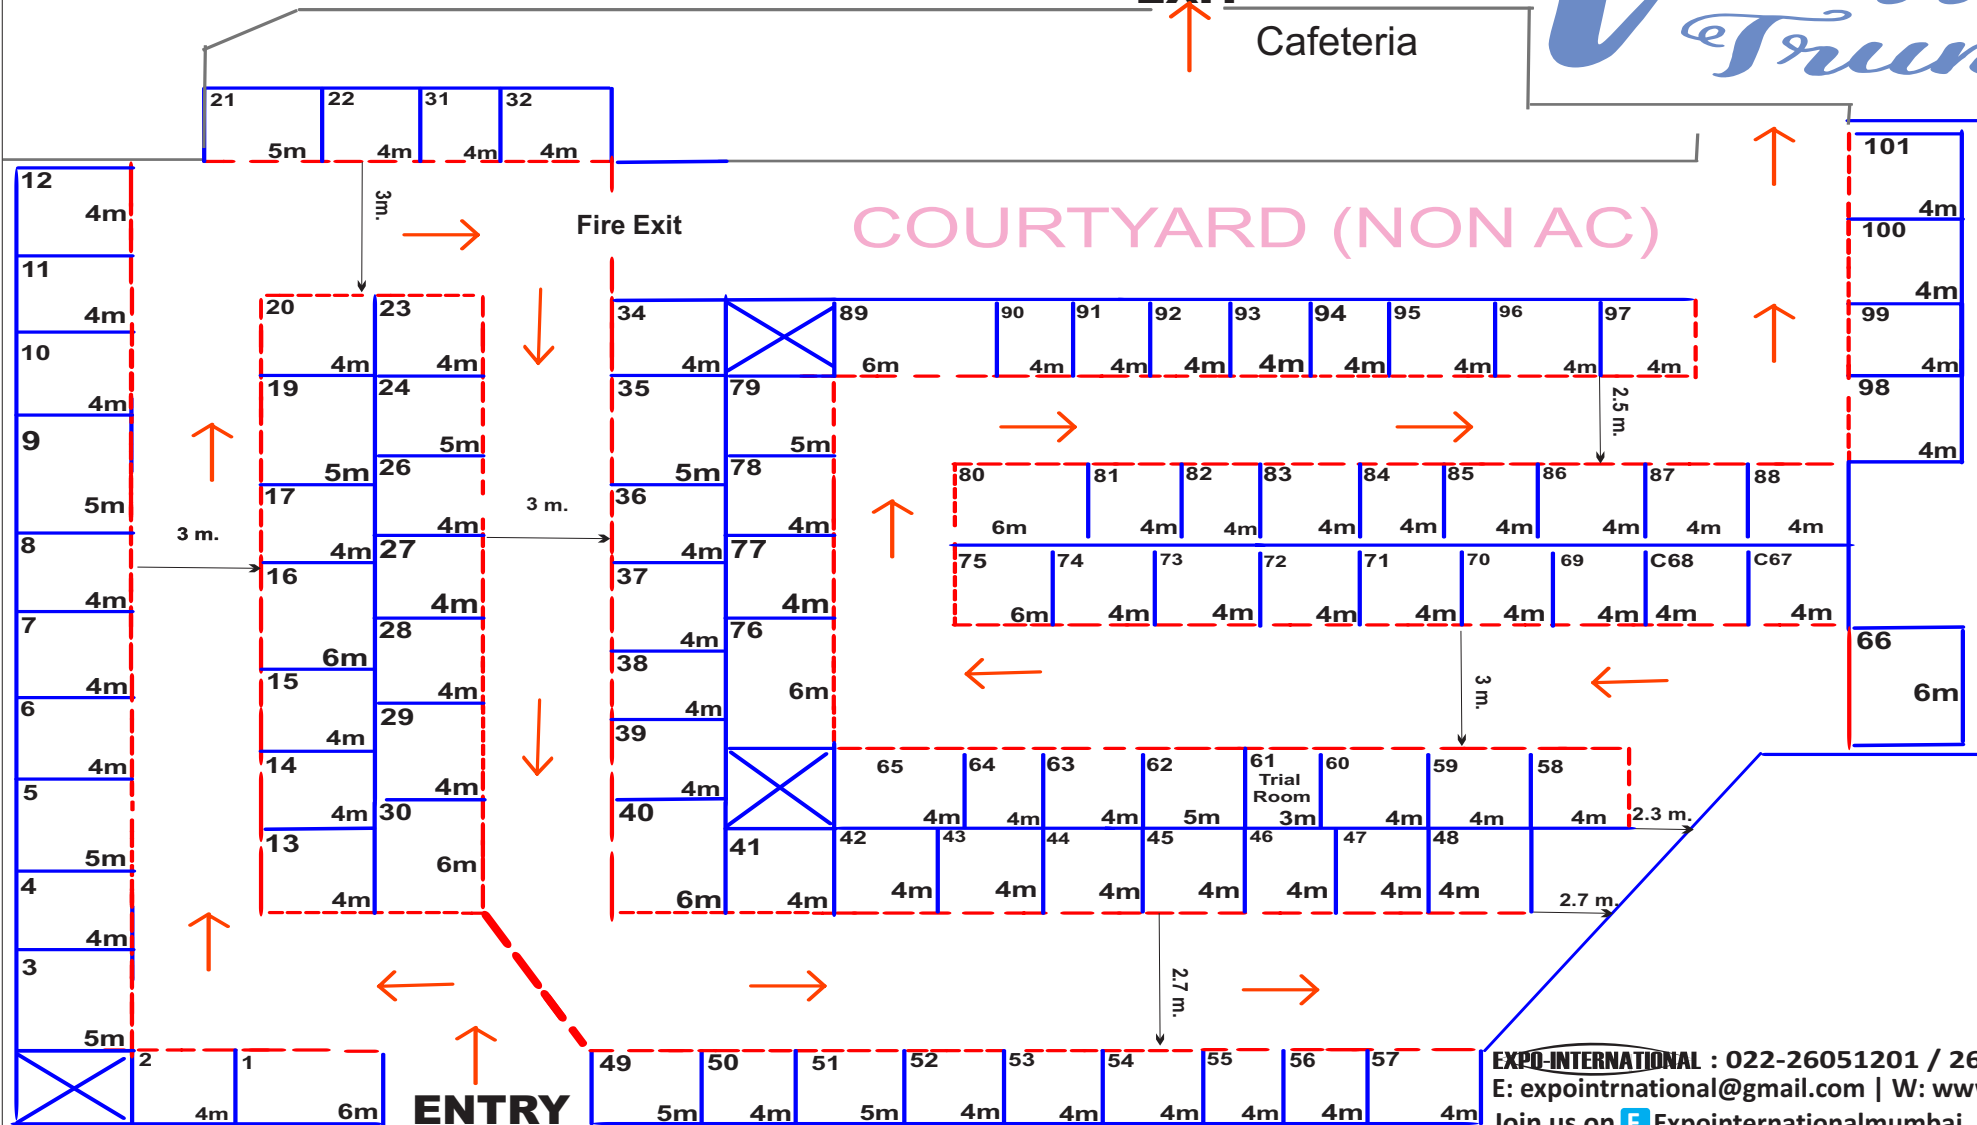 EXIT
Cafeteria
Trun
21 22 31 32
5m 4m 4m 4m
12
4m
11
4m
10
4m
9
5m
8
4m
7
4m
6
4m
5
5m
4
4m
3
5m
3m.
Fire Exit
COURTYARD (NON AC)
101
4m
100
4m
99
4m
98
4m
20
4m
19
5m
17
4m
16
6m
15
4m
14
4m
13
4m
23
4m
24
5m
26
4m
27
4m
28
4m
29
4m
30
6m
3 m.
3 m.
34
4m
35
5m
36
4m
37
4m
38
4m
39
4m
40
6m
79
5m
78
4m
77
4m
76
6m
41
4m
89 90 91 92 93 94 95 96 97
6m 4m 4m 4m 4m 4m 4m 4m 4m
2.5 m.
80 81 82 83 84 85 86 87 88
6m 4m 4m 4m 4m 4m 4m 4m 4m
75 74 73 72 71 70 69 C68 C67
6m 4m 4m 4m 4m 4m 4m 4m 4m
66
6m
3 m.
65 64 63 62 61 60 59 58
Trial
Room
4m 4m 4m 5m 3m 4m 4m 4m
2.3 m.
42 43 44 45 46 47 48
4m 4m 4m 4m 4m 4m 4m
2.7 m.
2.7 m.
2 1
4m 6m
ENTRY
49 50 51 52 53 54 55 56 57
5m 4m 5m 4m 4m 4m 4m 4m 4m
EXPO-INTERNATIONAL : 022-26051201 / 26
E: expointrnational@gmail.com | W: ww
Join us on F Expointernationalmumbai